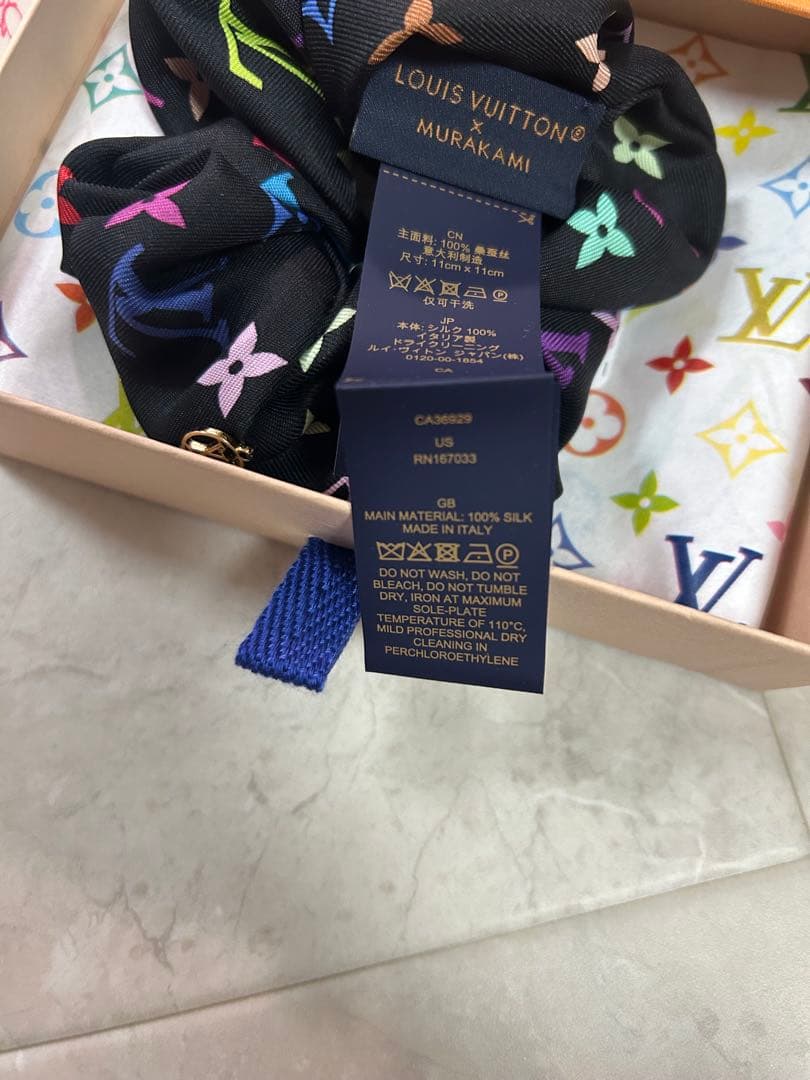 LOUIS VUITTON®
X
MURAKAMI
CN
主面料: 100% 桑蚕丝
意大利制造
尺寸: 11cm x 11cm
仅可干洗
JP
本体: シルク 100%
イタリア製
ドライクリーニング
ルイ・ヴィトン ジャパン(株)
0120-00-1854
CA
CA36929
US
RN167033
GB
MAIN MATERIAL: 100% SILK
MADE IN ITALY
DO NOT WASH, DO NOT
BLEACH, DO NOT TUMBLE
DRY, IRON AT MAXIMUM
SOLE-PLATE
TEMPERATURE OF 110°C,
MILD PROFESSIONAL DRY
CLEANING IN
PERCHLOROETHYLENE